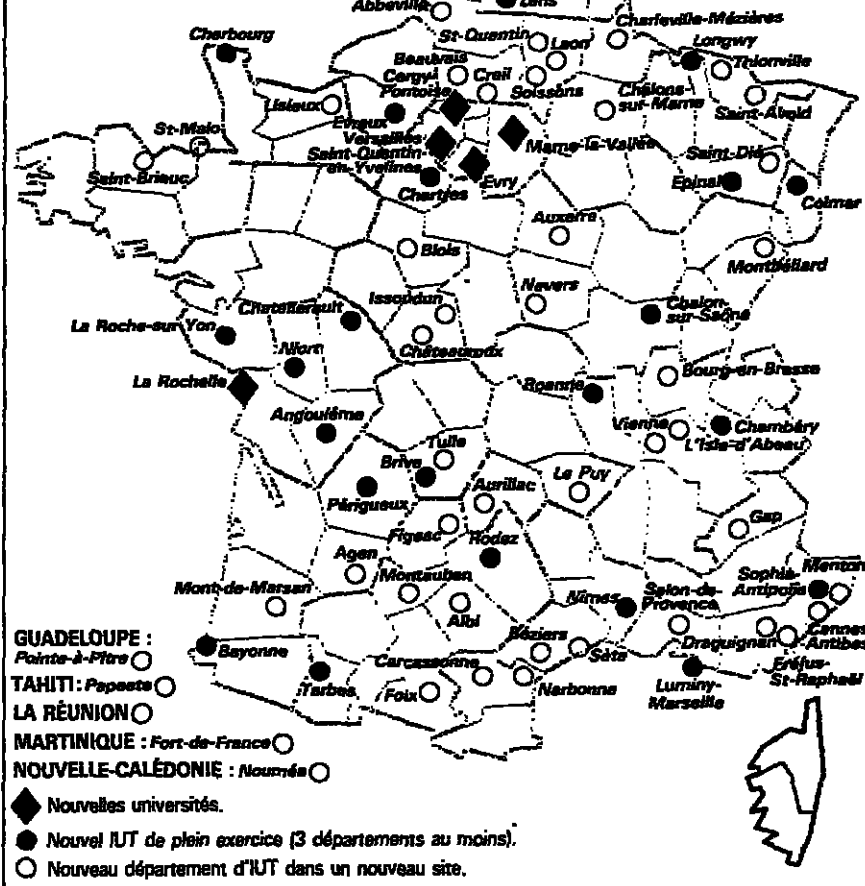 Abbeville
Lens
Charleville-Mézières
Cherbourg
St-Quentin
Laon
Longwy
Beauvais
Thionville
Cergy-
Pontoise
Creil
Soissons
Châlons-
sur-Marne
Lisieux
Saint-Avold
Evreux
St-Malo
Versailles
Saint-Quentin-
en-Yvelines
Marne-la-Vallée
Saint-Dié
Saint-Brieuc
Evry
Epinal
Chartres
Colmar
Auxerre
Blois
Montbéliard
Nevers
Issoudun
Chatellerault
Chalon-
sur-Saône
La Roche-sur-Yon
Niort
Châteauroux
La Rochelle
Roanne
Bourg-en-Bresse
Angoulême
Vienne
Chambéry
L'Isle-d'Abeau
Tulle
Brive
Le Puy
Aurillac
Périgueux
Gap
Figeac
Rodez
Agen
Menton
Sophia-
Antipolis
Mont-de-Marsan
Montauban
Nîmes
Salon-de-
Provence
Albi
GUADELOUPE :
Pointe-à-Pitre
Bayonne
Béziers
Sète
Draguignan
Cannes
Antibes
Carcassonne
TAHITI : Papeete
Tarbes
Foix
Narbonne
Luminy-
Marseille
Fréjus-
St-Raphaël
LA RÉUNION
MARTINIQUE : Fort-de-France
NOUVELLE-CALÉDONIE : Nouméa
Nouvelles universités.
Nouvel IUT de plein exercice (3 départements au moins).
Nouveau département d'IUT dans un nouveau site.